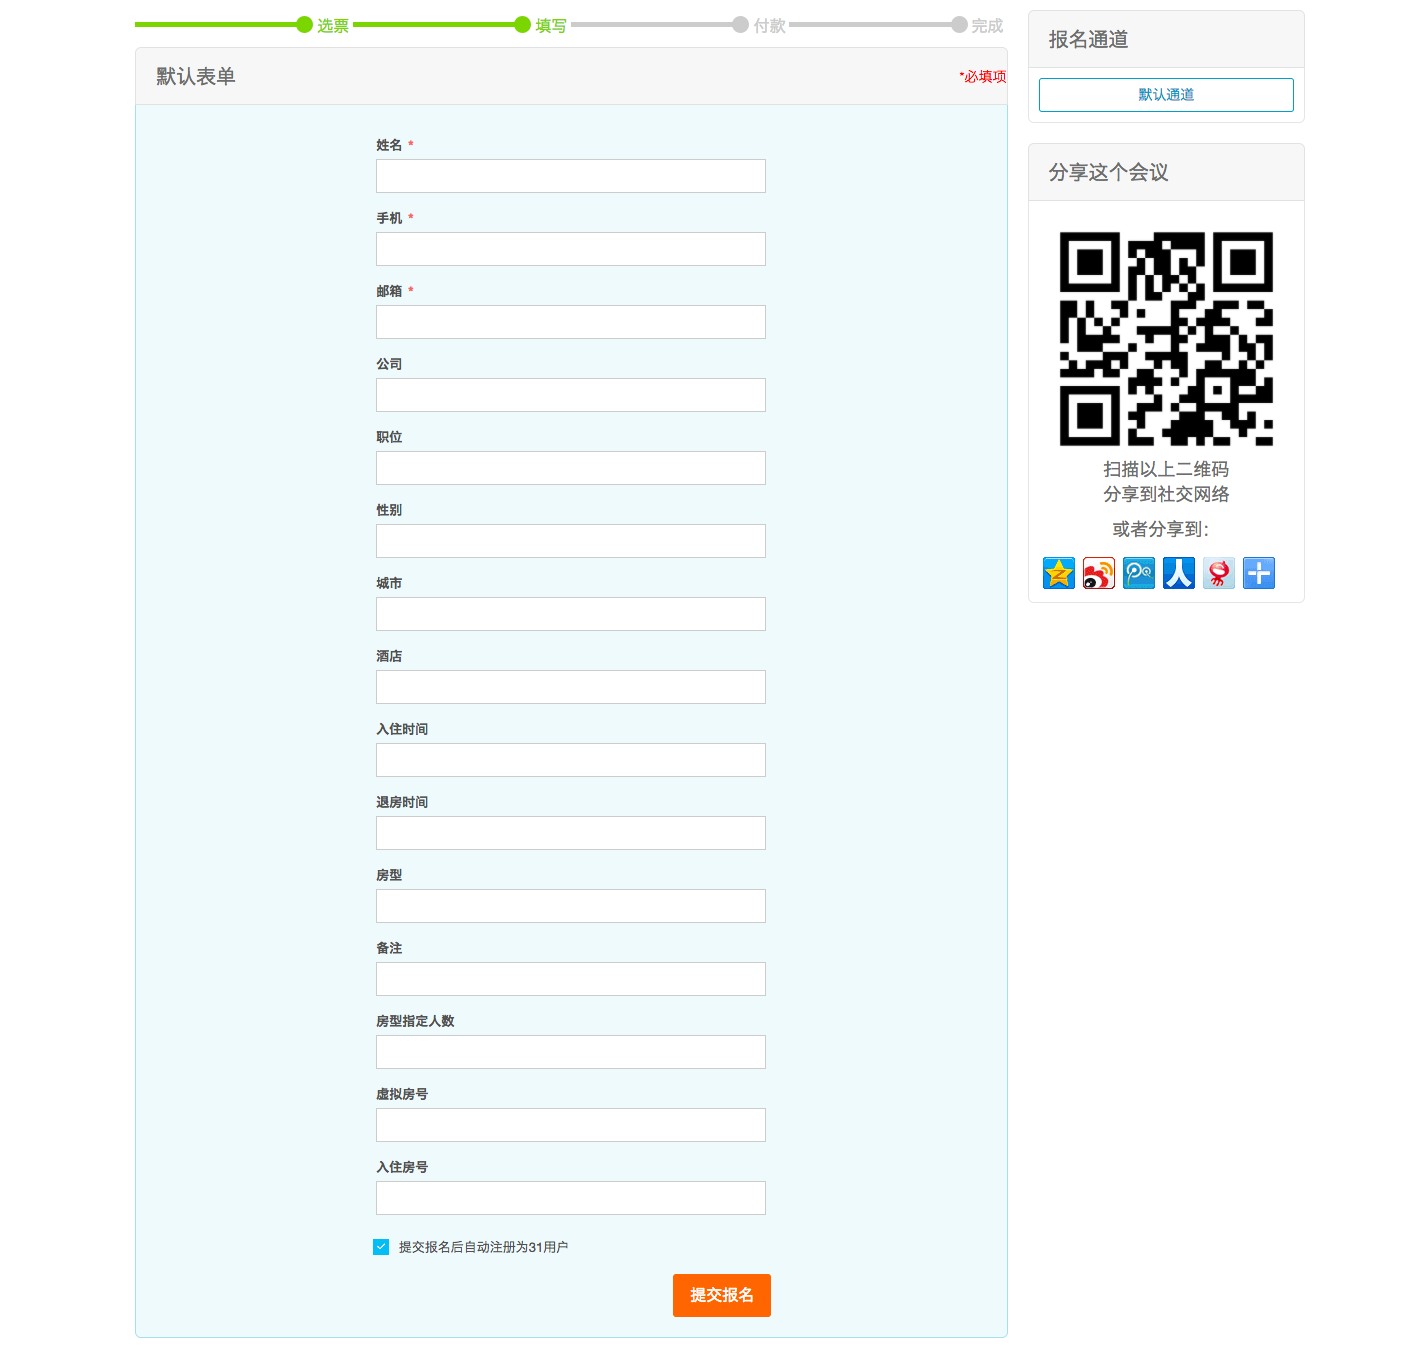 选票
填写
付款
完成
默认表单
*必填项
姓名 *
手机 *
邮箱 *
公司
职位
性别
城市
酒店
入住时间
退房时间
房型
备注
房型指定人数
虚拟房号
入住房号
提交报名后自动注册为31用户
提交报名
报名通道
默认通道
分享这个会议
扫描以上二维码
分享到社交网络
或者分享到：